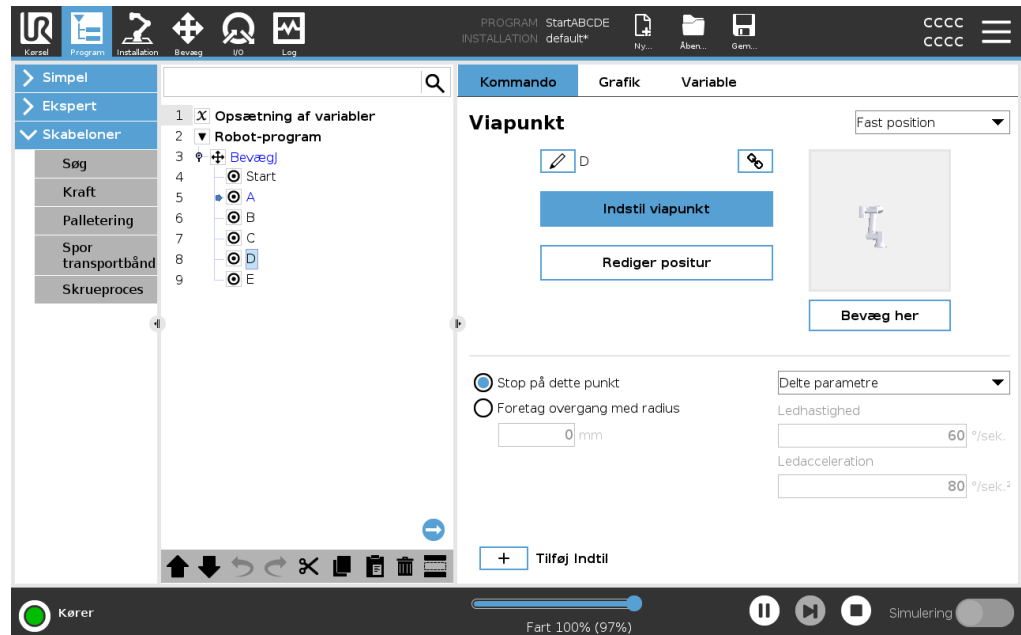 UR
PROGRAM StartABCDE
INSTALLATION default*
CCCC
CCCC
Kørsel Program Installation Bevæg I/O Log
Ny... Åben... Gem...
Simpel
Ekspert
Skabeloner
Søg
Kraft
Palletering
Spor
transportbånd
Skrueproces
1 X Opsætning af variabler
2 Robot-program
3 BevægJ
4 Start
5 A
6 B
7 C
8 D
9 E
Kommando Grafik Variable
Viapunkt
Fast position
D
Indstil viapunkt
Rediger positur
Bevæg her
Stop på dette punkt
Foretag overgang med radius
0 mm
Delte parametre
Ledhastighed
60 °/sek.
Ledacceleration
80 °/sek.²
+ Tilføj Indtil
Kører
Fart 100% (97%)
Simulering